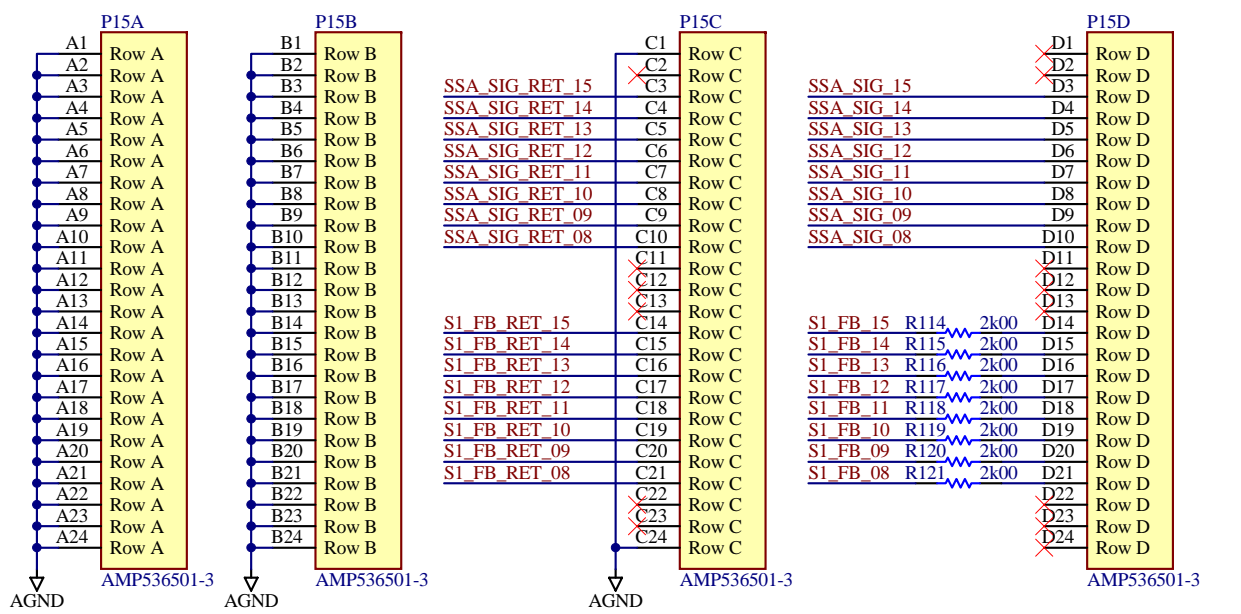 P15A P15B P15C P15D
A1 Row A B1 Row B C1 Row C D1 Row D
A2 Row A B2 Row B C2 Row C D2 Row D
A3 Row A B3 Row B SSA_SIG_RET_15 C3 Row C SSA_SIG_15 D3 Row D
A4 Row A B4 Row B SSA_SIG_RET_14 C4 Row C SSA_SIG_14 D4 Row D
A5 Row A B5 Row B SSA_SIG_RET_13 C5 Row C SSA_SIG_13 D5 Row D
A6 Row A B6 Row B SSA_SIG_RET_12 C6 Row C SSA_SIG_12 D6 Row D
A7 Row A B7 Row B SSA_SIG_RET_11 C7 Row C SSA_SIG_11 D7 Row D
A8 Row A B8 Row B SSA_SIG_RET_10 C8 Row C SSA_SIG_10 D8 Row D
A9 Row A B9 Row B SSA_SIG_RET_09 C9 Row C SSA_SIG_09 D9 Row D
A10 Row A B10 Row B SSA_SIG_RET_08 C10 Row C SSA_SIG_08 D10 Row D
A11 Row A B11 Row B C11 Row C D11 Row D
A12 Row A B12 Row B C12 Row C D12 Row D
A13 Row A B13 Row B C13 Row C D13 Row D
A14 Row A B14 Row B S1_FB_RET_15 C14 Row C S1_FB_15 R114 2k00 D14 Row D
A15 Row A B15 Row B S1_FB_RET_14 C15 Row C S1_FB_14 R115 2k00 D15 Row D
A16 Row A B16 Row B S1_FB_RET_13 C16 Row C S1_FB_13 R116 2k00 D16 Row D
A17 Row A B17 Row B S1_FB_RET_12 C17 Row C S1_FB_12 R117 2k00 D17 Row D
A18 Row A B18 Row B S1_FB_RET_11 C18 Row C S1_FB_11 R118 2k00 D18 Row D
A19 Row A B19 Row B S1_FB_RET_10 C19 Row C S1_FB_10 R119 2k00 D19 Row D
A20 Row A B20 Row B S1_FB_RET_09 C20 Row C S1_FB_09 R120 2k00 D20 Row D
A21 Row A B21 Row B S1_FB_RET_08 C21 Row C S1_FB_08 R121 2k00 D21 Row D
A22 Row A B22 Row B C22 Row C D22 Row D
A23 Row A B23 Row B C23 Row C D23 Row D
A24 Row A B24 Row B C24 Row C D24 Row D
AMP536501-3 AMP536501-3 AMP536501-3 AMP536501-3
AGND AGND AGND